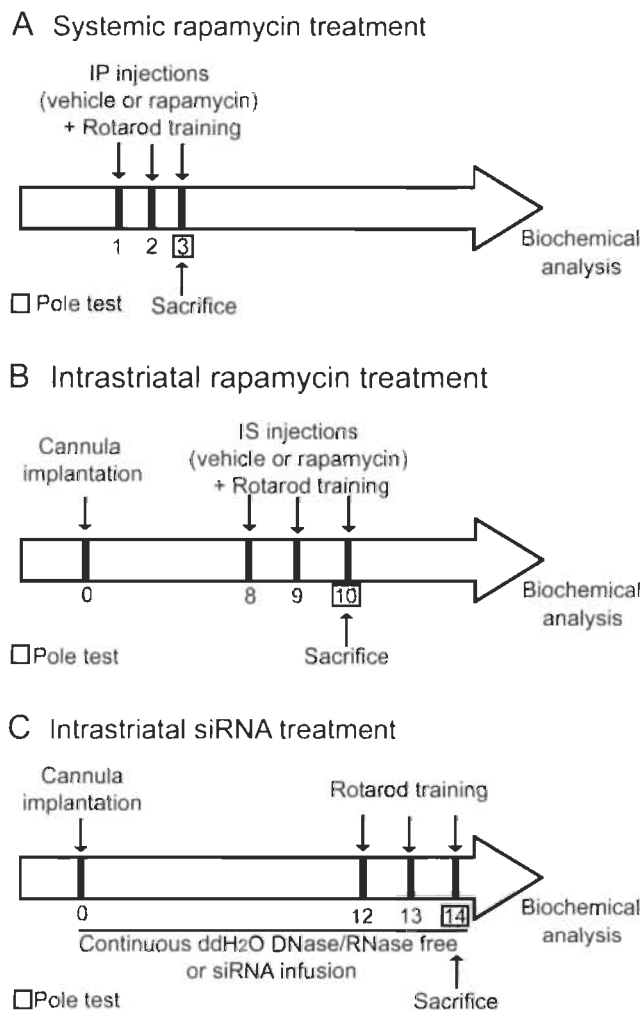 A Systemic rapamycin treatment
IP injections
(vehicle or rapamycin)
+ Rotarod training
1 2 3
Biochemical
analysis
Pole test
Sacrifice
B Intrastriatal rapamycin treatment
Cannula
implantation
IS injections
(vehicle or rapamycin)
+ Rotarod training
0 8 9 10
Biochemical
analysis
Pole test
Sacrifice
C Intrastriatal siRNA treatment
Cannula
implantation
Rotarod training
0 12 13 14
Continuous ddH2O DNase/RNase free
or siRNA infusion
Biochemical
analysis
Pole test
Sacrifice